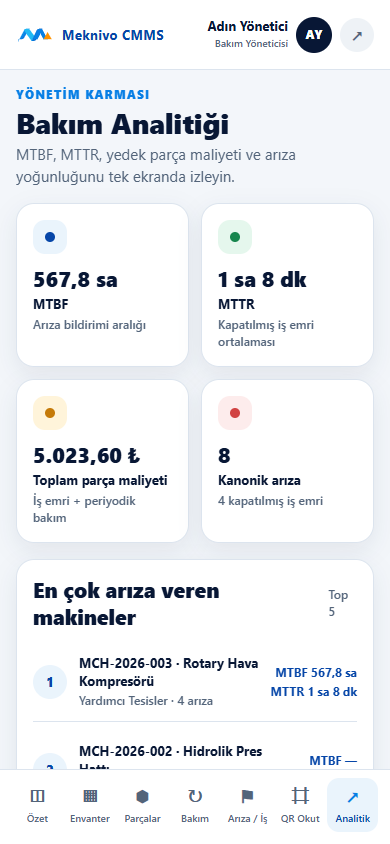 Meknivo CMMS
Adın Yönetici
Bakım Yöneticisi
AY
YÖNETİM KARMASI
Bakım Analitiği
MTBF, MTTR, yedek parça maliyeti ve arıza
yoğunluğunu tek ekranda izleyin.
567,8 sa
MTBF
Arıza bildirimi aralığı
1 sa 8 dk
MTTR
Kapatılmış iş emri
ortalaması
5.023,60 ₺
Toplam parça maliyeti
İş emri + periyodik
bakım
8
Kanonik arıza
4 kapatılmış iş emri
En çok arıza veren
makineler
Top
5
1
MCH-2026-003 · Rotary Hava
Kompresörü
Yardımcı Tesisler · 4 arıza
MTBF 567,8 sa
MTTR 1 sa 8 dk
MCH-2026-002 · Hidrolik Pres
Hattı
MTBF —
Özet
Envanter
Parçalar
Bakım
Arıza / İş
QR Okut
Analitik